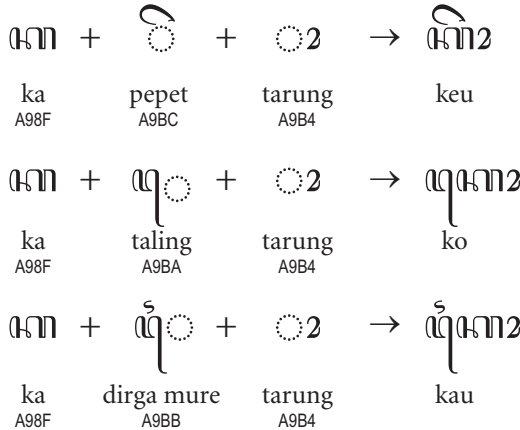 ꦏ + ◌ꦼ + ◌ꦴ → ꦏꦼꦴ
ka pepet tarung keu
A98F A9BC A9B4
ꦏ + ◌ꦺ + ◌ꦴ → ꦏꦺꦴ
ka taling tarung ko
A98F A9BA A9B4
ꦏ + ◌ꦻ + ◌ꦴ → ꦏꦻꦴ
ka dirga mure tarung kau
A98F A9BB A9B4